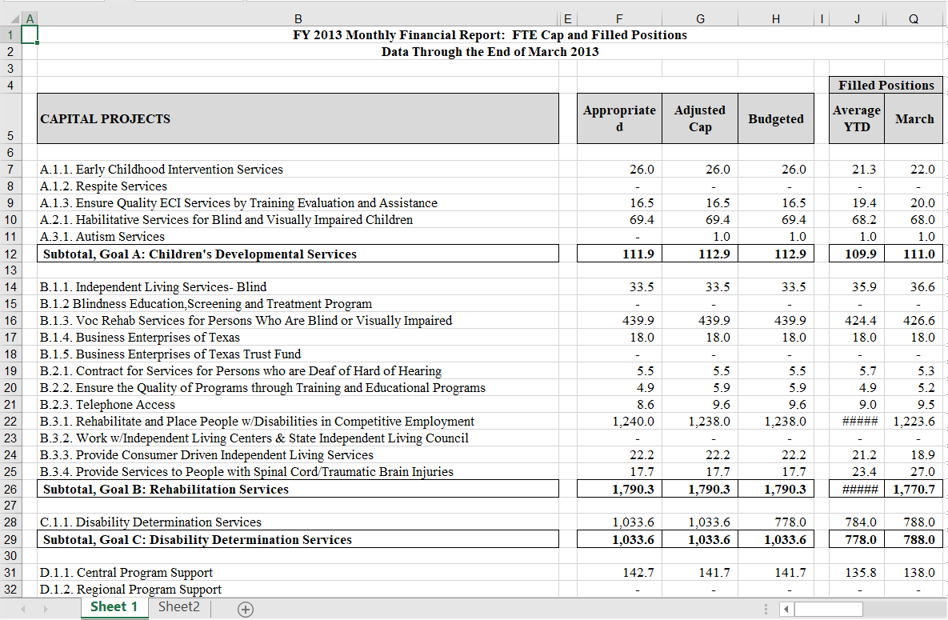 A B E F G H I J Q
1 FY 2013 Monthly Financial Report: FTE Cap and Filled Positions
2 Data Through the End of March 2013
3
4 Filled Positions
5 CAPITAL PROJECTS Appropriated Adjusted Cap Budgeted Average YTD March
6
7 A.1.1. Early Childhood Intervention Services 26.0 26.0 26.0 21.3 22.0
8 A.1.2. Respite Services - - - - -
9 A.1.3. Ensure Quality ECI Services by Training Evaluation and Assistance 16.5 16.5 16.5 19.4 20.0
10 A.2.1. Habilitative Services for Blind and Visually Impaired Children 69.4 69.4 69.4 68.2 68.0
11 A.3.1. Autism Services - 1.0 1.0 1.0 1.0
12 Subtotal, Goal A: Children's Developmental Services 111.9 112.9 112.9 109.9 111.0
13
14 B.1.1. Independent Living Services- Blind 33.5 33.5 33.5 35.9 36.6
15 B.1.2 Blindness Education,Screening and Treatment Program - - - - -
16 B.1.3. Voc Rehab Services for Persons Who Are Blind or Visually Impaired 439.9 439.9 439.9 424.4 426.6
17 B.1.4. Business Enterprises of Texas 18.0 18.0 18.0 18.0 18.0
18 B.1.5. Business Enterprises of Texas Trust Fund - - - - -
19 B.2.1. Contract for Services for Persons who are Deaf of Hard of Hearing 5.5 5.5 5.5 5.7 5.3
20 B.2.2. Ensure the Quality of Programs through Training and Educational Programs 4.9 5.9 5.9 4.9 5.2
21 B.2.3. Telephone Access 8.6 9.6 9.6 9.0 9.5
22 B.3.1. Rehabilitate and Place People w/Disabilities in Competitive Employment 1,240.0 1,238.0 1,238.0 ##### 1,223.6
23 B.3.2. Work w/Independent Living Centers & State Independent Living Council - - - - -
24 B.3.3. Provide Consumer Driven Independent Living Services 22.2 22.2 22.2 21.2 18.9
25 B.3.4. Provide Services to People with Spinal Cord/Traumatic Brain Injuries 17.7 17.7 17.7 23.4 27.0
26 Subtotal, Goal B: Rehabilitation Services 1,790.3 1,790.3 1,790.3 ##### 1,770.7
27
28 C.1.1. Disability Determination Services 1,033.6 1,033.6 778.0 784.0 788.0
29 Subtotal, Goal C: Disability Determination Services 1,033.6 1,033.6 1,033.6 778.0 788.0
30
31 D.1.1. Central Program Support 142.7 141.7 141.7 135.8 138.0
32 D.1.2. Regional Program Support - - - - -
Sheet 1 Sheet2